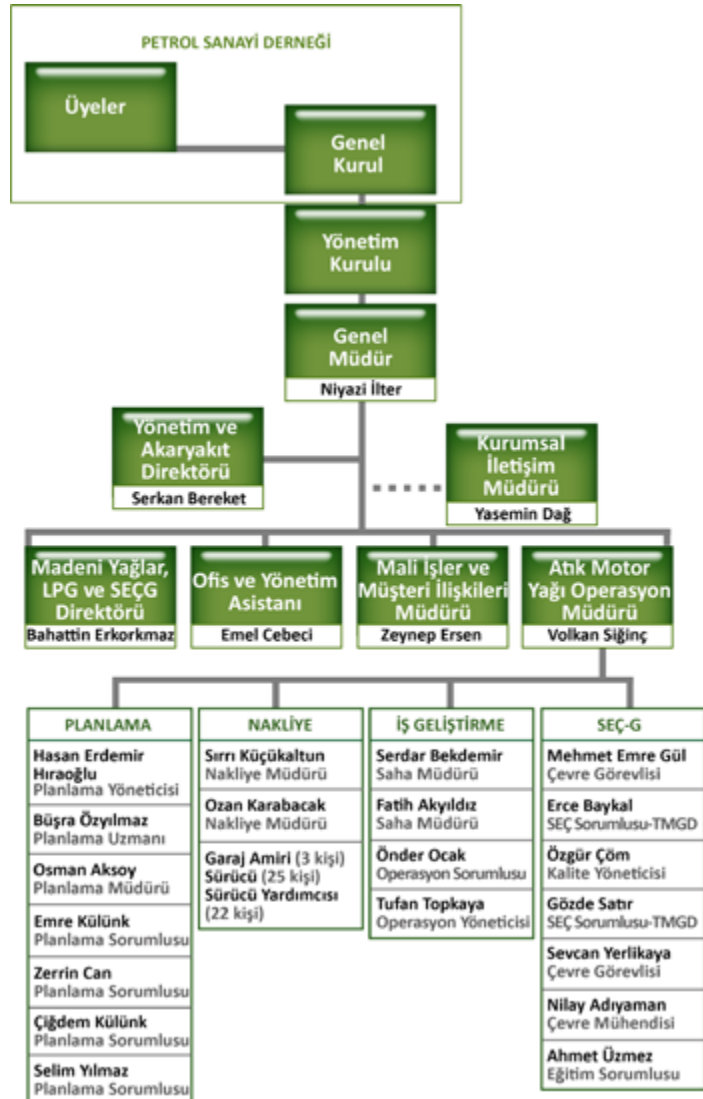 PETROL SANAYİ DERNEĞİ
Üyeler
Genel
Kurul
Yönetim
Kurulu
Genel
Müdür
Niyazi İlter
Yönetim ve
Akaryakıt
Direktörü
Serkan Bereket
Kurumsal
İletişim
Müdürü
Yasemin Dağ
Madeni Yağlar,
LPG ve SEÇG
Direktörü
Bahattin Erkorkmaz
Ofis ve Yönetim
Asistanı
Emel Cebeci
Mali İşler ve
Müşteri İlişkileri
Müdürü
Zeynep Ersen
Atık Motor
Yağı Operasyon
Müdürü
Volkan Siğinç
PLANLAMA
Hasan Erdemir
Hıraoğlu
Planlama Yöneticisi
Büşra Özyılmaz
Planlama Uzmanı
Osman Aksoy
Planlama Müdürü
Emre Külünk
Planlama Sorumlusu
Zerrin Can
Planlama Sorumlusu
Çiğdem Külünk
Planlama Sorumlusu
Selim Yılmaz
Planlama Sorumlusu
NAKLİYE
Sırrı Küçükaltun
Nakliye Müdürü
Ozan Karabacak
Nakliye Müdürü
Garaj Amiri (3 kişi)
Sürücü (25 kişi)
Sürücü Yardımcısı
(22 kişi)
İŞ GELİŞTİRME
Serdar Bekdemir
Saha Müdürü
Fatih Akyıldız
Saha Müdürü
Önder Ocak
Operasyon Sorumlusu
Tufan Topkaya
Operasyon Yöneticisi
SEÇ-G
Mehmet Emre Gül
Çevre Görevlisi
Erce Baykal
SEÇ Sorumlusu-TMGD
Özgür Çöm
Kalite Yöneticisi
Gözde Satır
SEÇ Sorumlusu-TMGD
Sevcan Yerlikaya
Çevre Görevlisi
Nilay Adıyaman
Çevre Mühendisi
Ahmet Üzmez
Eğitim Sorumlusu